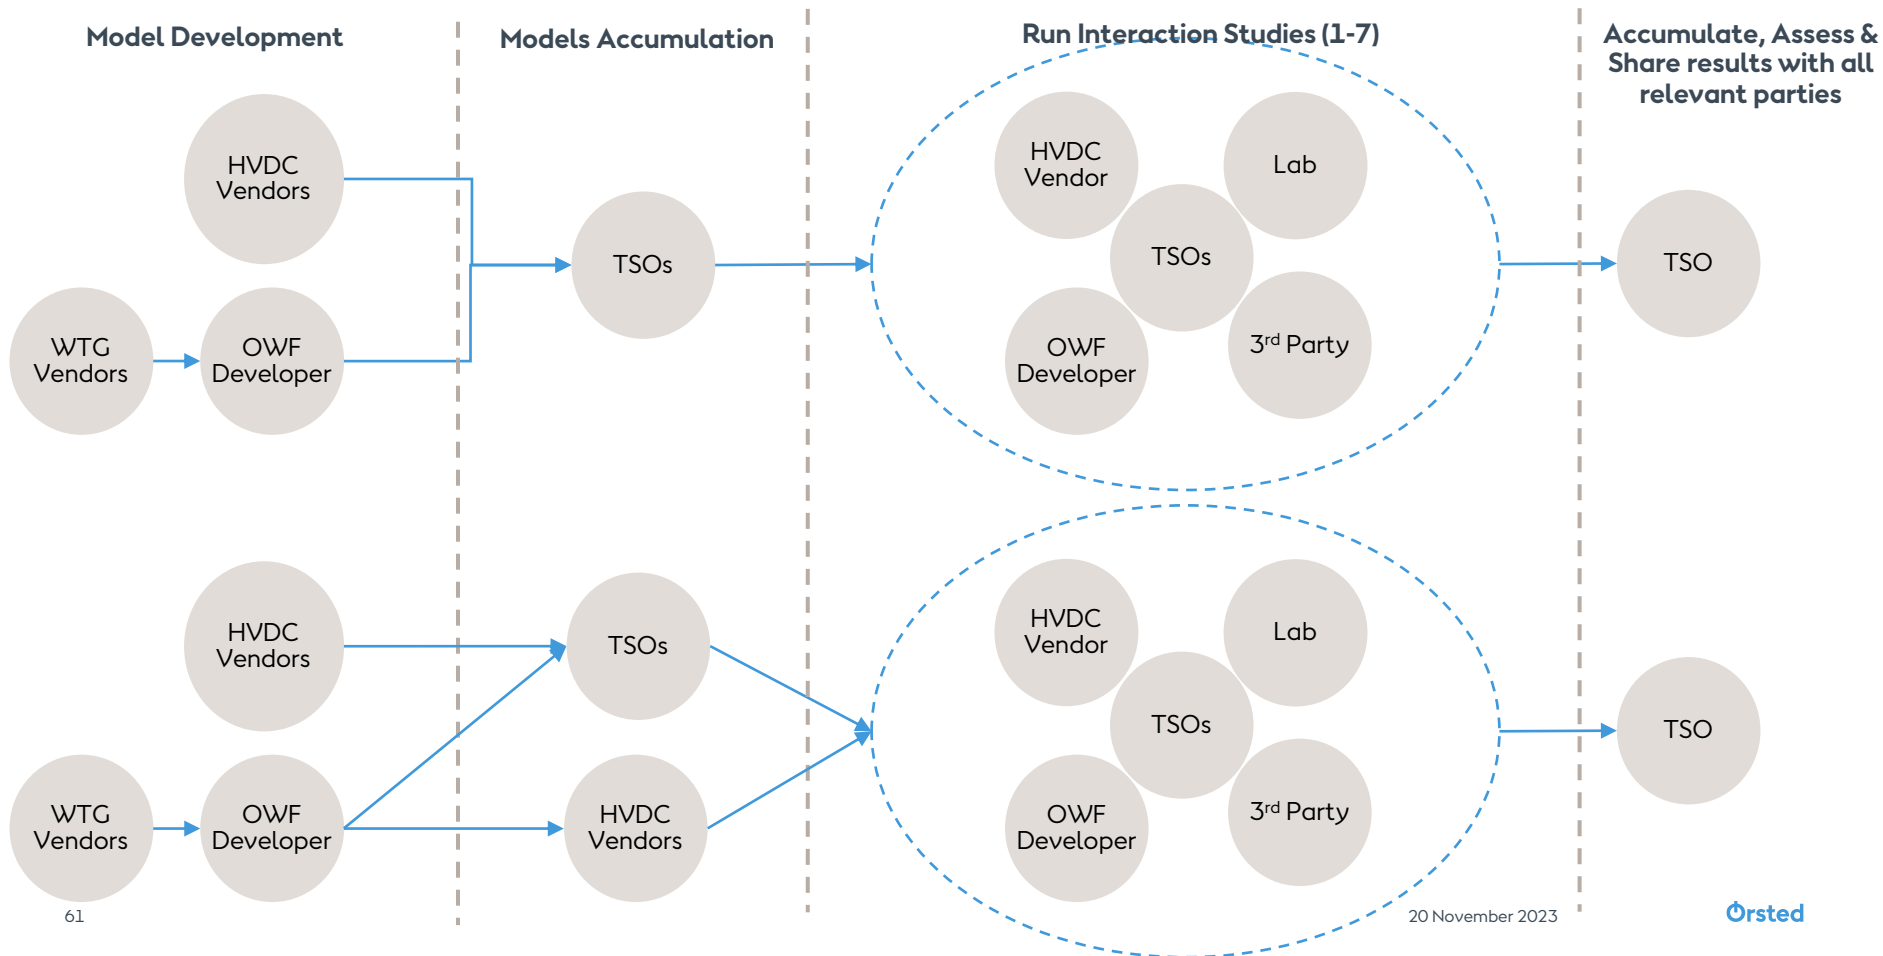 Model Development
Models Accumulation
Run Interaction Studies (1-7)
Accumulate, Assess &
Share results with all
relevant parties
HVDC
Vendors
WTG
Vendors
OWF
Developer
TSOs
HVDC
Vendor
Lab
TSOs
OWF
Developer
3rd Party
TSO
HVDC
Vendors
WTG
Vendors
OWF
Developer
TSOs
HVDC
Vendors
HVDC
Vendor
Lab
TSOs
OWF
Developer
3rd Party
TSO
61
20 November 2023
Ørsted